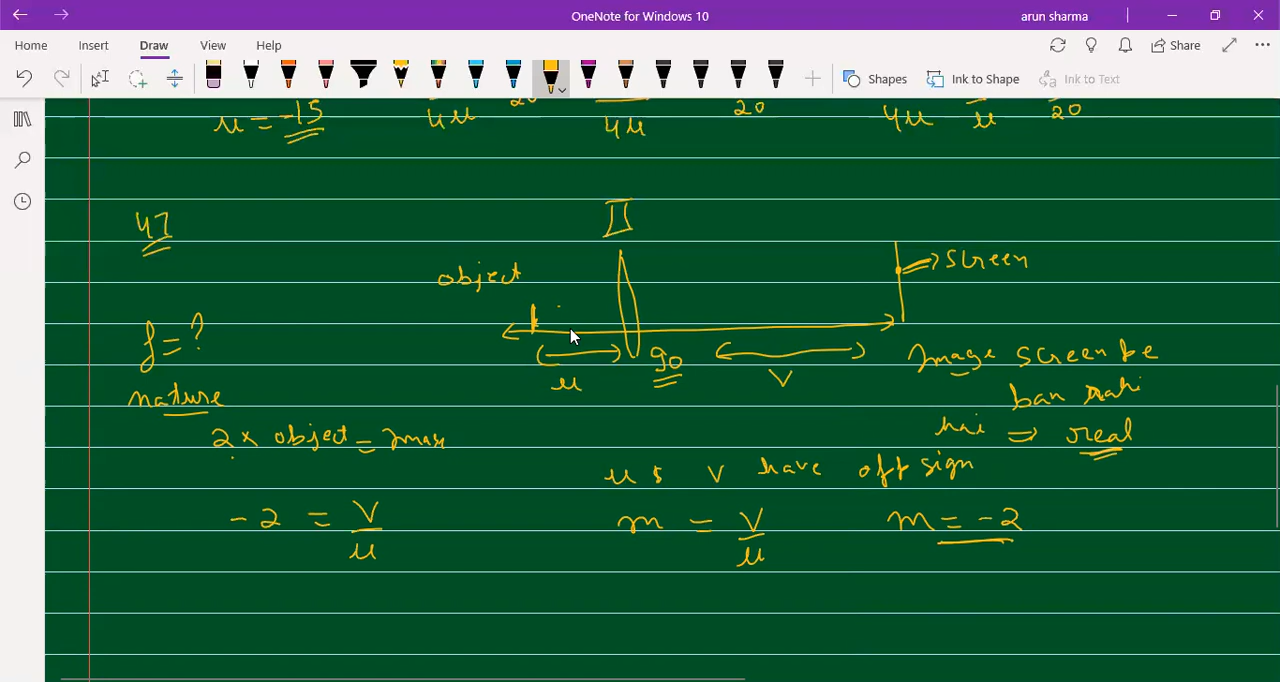 OneNote for Windows 10
arun sharma
Home Insert Draw View Help
Share
Shapes
Ink to Shape
Ink to Text
u = -15
4u 20
4u
20
4u u 20
47
II
object
screen
f = ?
90
u
v
Image screen pe
ban rahi
hai ⇒ real
nature
2 × object = Image
u & v have opp sign
-2 = v/u
m = v/u
m = -2